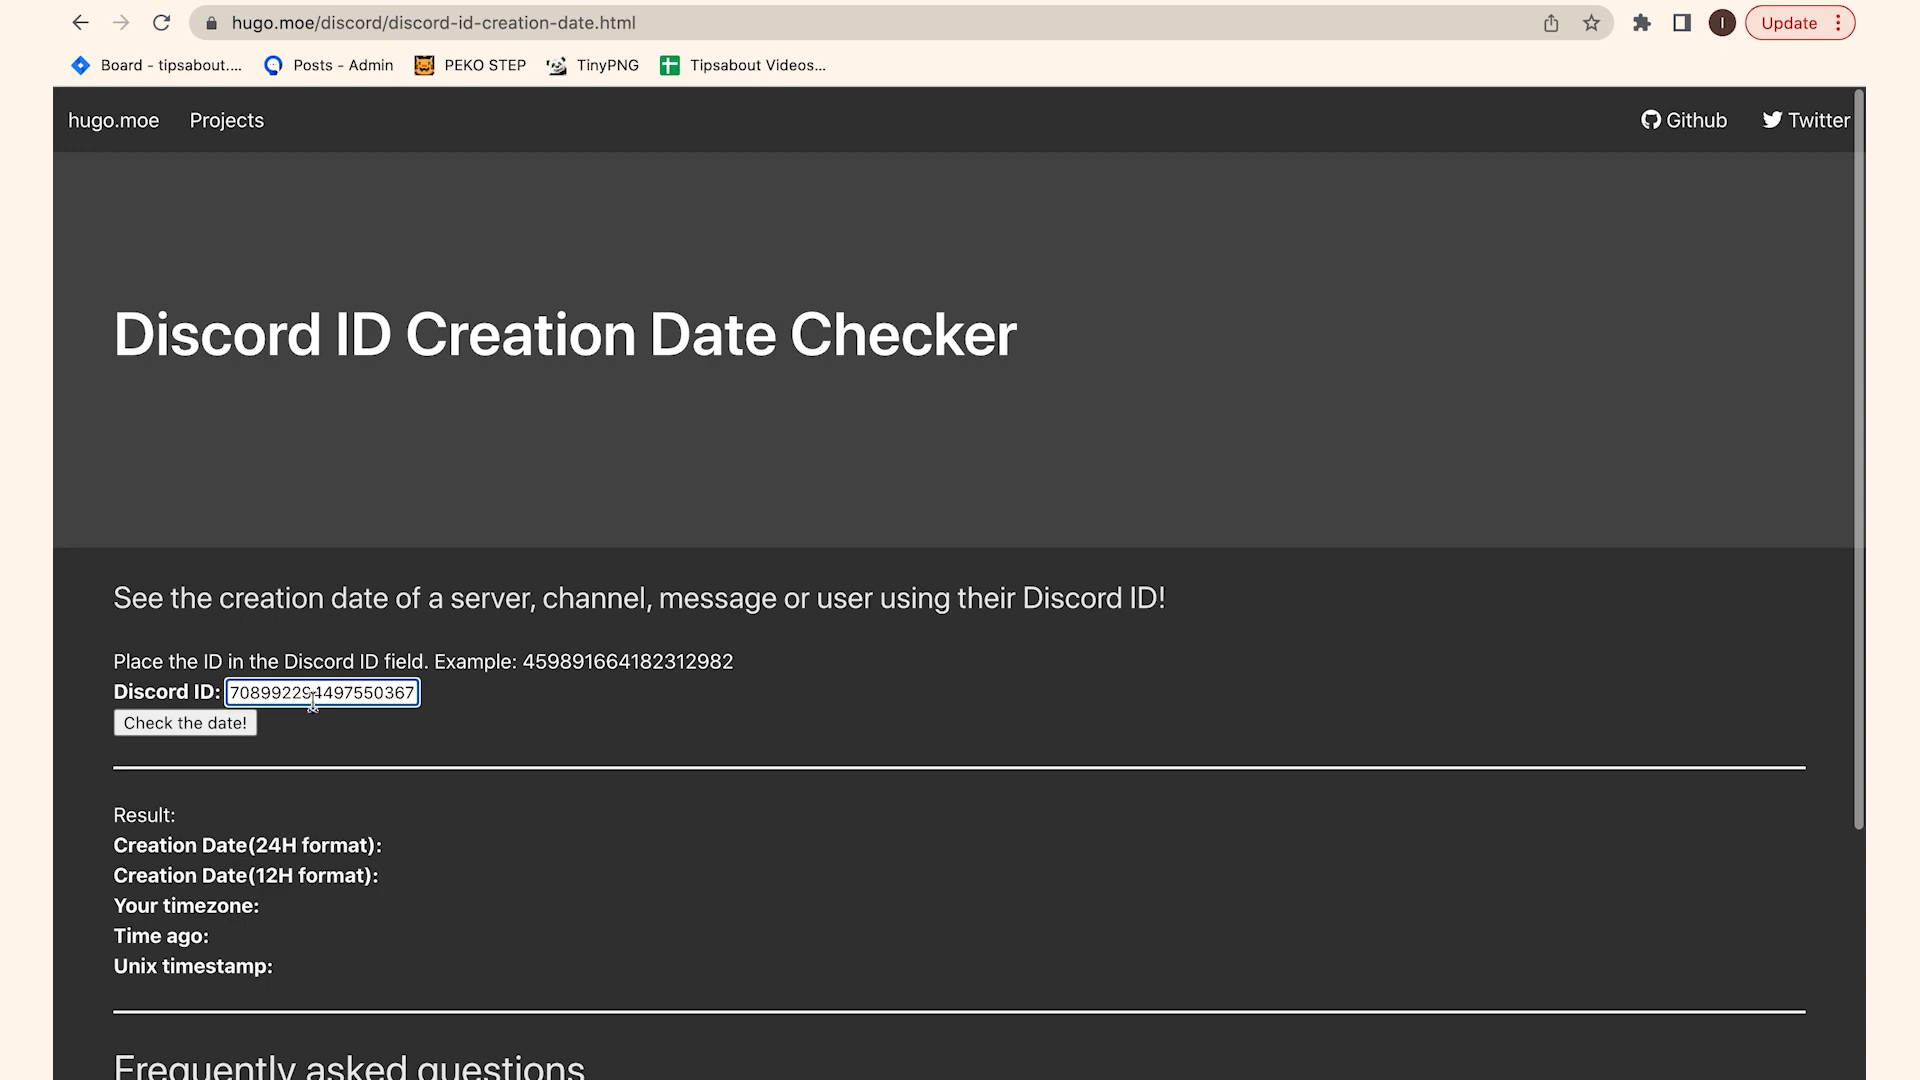 hugo.moe/discord/discord-id-creation-date.html
I
Update
Board - tipsabout....
Posts - Admin
PEKO STEP
TinyPNG
Tipsabout Videos...
hugo.moe
Projects
Github
Twitter
Discord ID Creation Date Checker
See the creation date of a server, channel, message or user using their Discord ID!
Place the ID in the Discord ID field. Example: 459891664182312982
Discord ID: 708992294497550367
Check the date!
Result:
Creation Date(24H format):
Creation Date(12H format):
Your timezone:
Time ago:
Unix timestamp:
Frequently asked questions